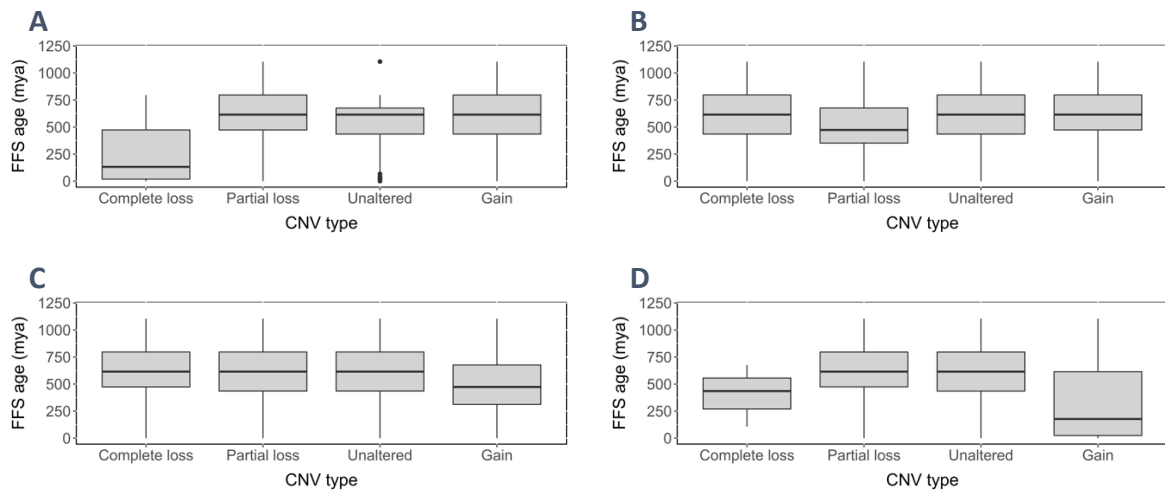 A
FFS age (mya)
1250
1000
750
500
250
0
Complete loss Partial loss Unaltered Gain
CNV type
B
FFS age (mya)
1250
1000
750
500
250
0
Complete loss Partial loss Unaltered Gain
CNV type
C
FFS age (mya)
1250
1000
750
500
250
0
Complete loss Partial loss Unaltered Gain
CNV type
D
FFS age (mya)
1250
1000
750
500
250
0
Complete loss Partial loss Unaltered Gain
CNV type